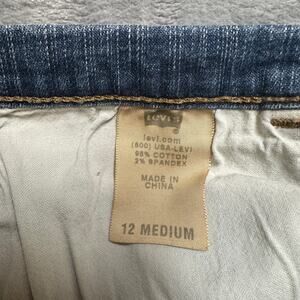 LEVI'S
levi.com
(800) USA-LEVI
98% COTTON
2% SPANDEX
MADE IN
CHINA
12 MEDIUM